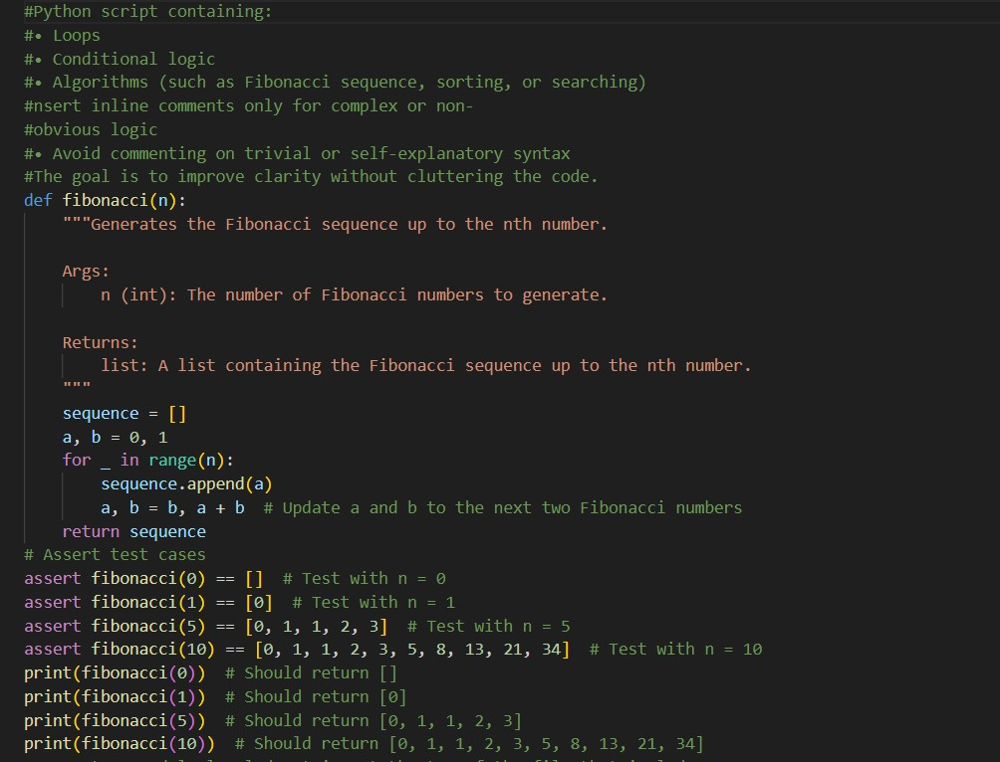 #Python script containing:
#• Loops
#• Conditional logic
#• Algorithms (such as Fibonacci sequence, sorting, or searching)
#nsert inline comments only for complex or non-
#obvious logic
#• Avoid commenting on trivial or self-explanatory syntax
#The goal is to improve clarity without cluttering the code.
def fibonacci(n):
    """Generates the Fibonacci sequence up to the nth number.

    Args:
        n (int): The number of Fibonacci numbers to generate.

    Returns:
        list: A list containing the Fibonacci sequence up to the nth number.
    """
    sequence = []
    a, b = 0, 1
    for _ in range(n):
        sequence.append(a)
        a, b = b, a + b  # Update a and b to the next two Fibonacci numbers
    return sequence
# Assert test cases
assert fibonacci(0) == []  # Test with n = 0
assert fibonacci(1) == [0]  # Test with n = 1
assert fibonacci(5) == [0, 1, 1, 2, 3]  # Test with n = 5
assert fibonacci(10) == [0, 1, 1, 2, 3, 5, 8, 13, 21, 34]  # Test with n = 10
print(fibonacci(0))  # Should return []
print(fibonacci(1))  # Should return [0]
print(fibonacci(5))  # Should return [0, 1, 1, 2, 3]
print(fibonacci(10))  # Should return [0, 1, 1, 2, 3, 5, 8, 13, 21, 34]